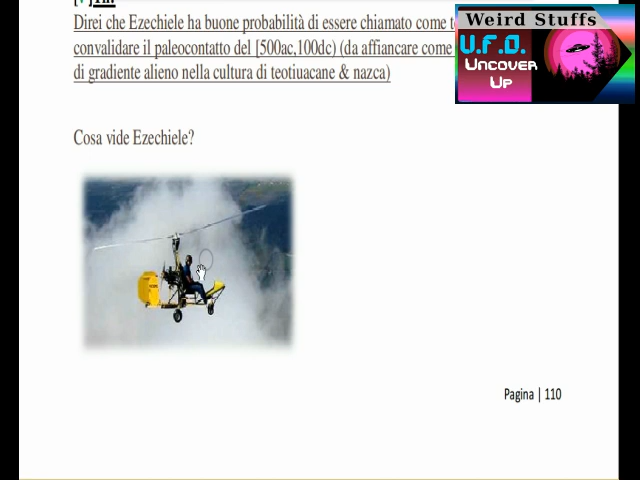 Direi che Ezechiele ha buone probabilità di essere chiamato come
convalidare il paleocontatto del [500ac,100dc) (da affiancare come
di gradiente alieno nella cultura di teotiuacane & nazca)
Cosa vide Ezechiele?
Pagina | 110
Weird Stuffs
U.F.O.
Uncover
Up